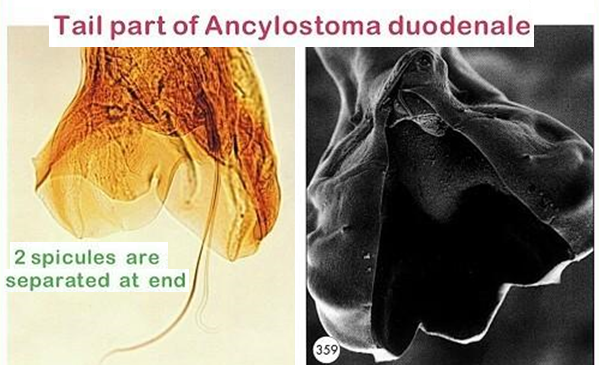 Tail part of Ancylostoma duodenale
2 spicules are
separated at end
359